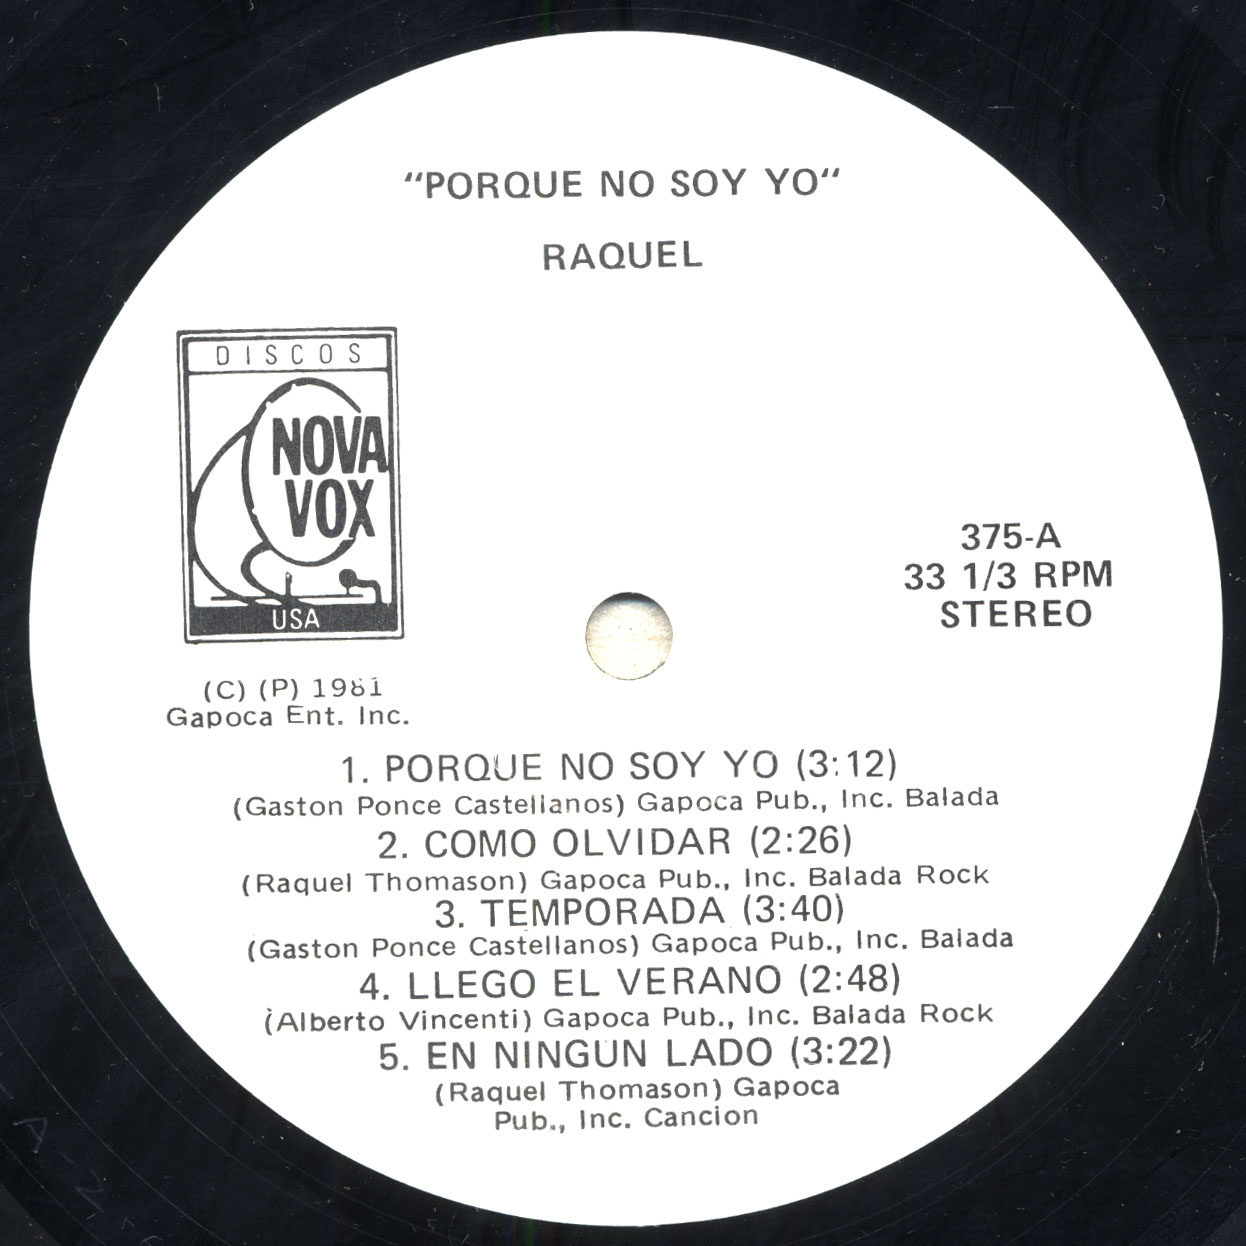 "PORQUE NO SOY YO"
RAQUEL
DISCOS
NOVA
VOX
USA
375-A
33 1/3 RPM
STEREO
(C) (P) 1981
Gapoca Ent. Inc.
1. PORQUE NO SOY YO (3:12)
(Gaston Ponce Castellanos) Gapoca Pub., Inc. Balada
2. COMO OLVIDAR (2:26)
(Raquel Thomason) Gapoca Pub., Inc. Balada Rock
3. TEMPORADA (3:40)
(Gaston Ponce Castellanos) Gapoca Pub., Inc. Balada
4. LLEGO EL VERANO (2:48)
(Alberto Vincenti) Gapoca Pub., Inc. Balada Rock
5. EN NINGUN LADO (3:22)
(Raquel Thomason) Gapoca
Pub., Inc. Cancion